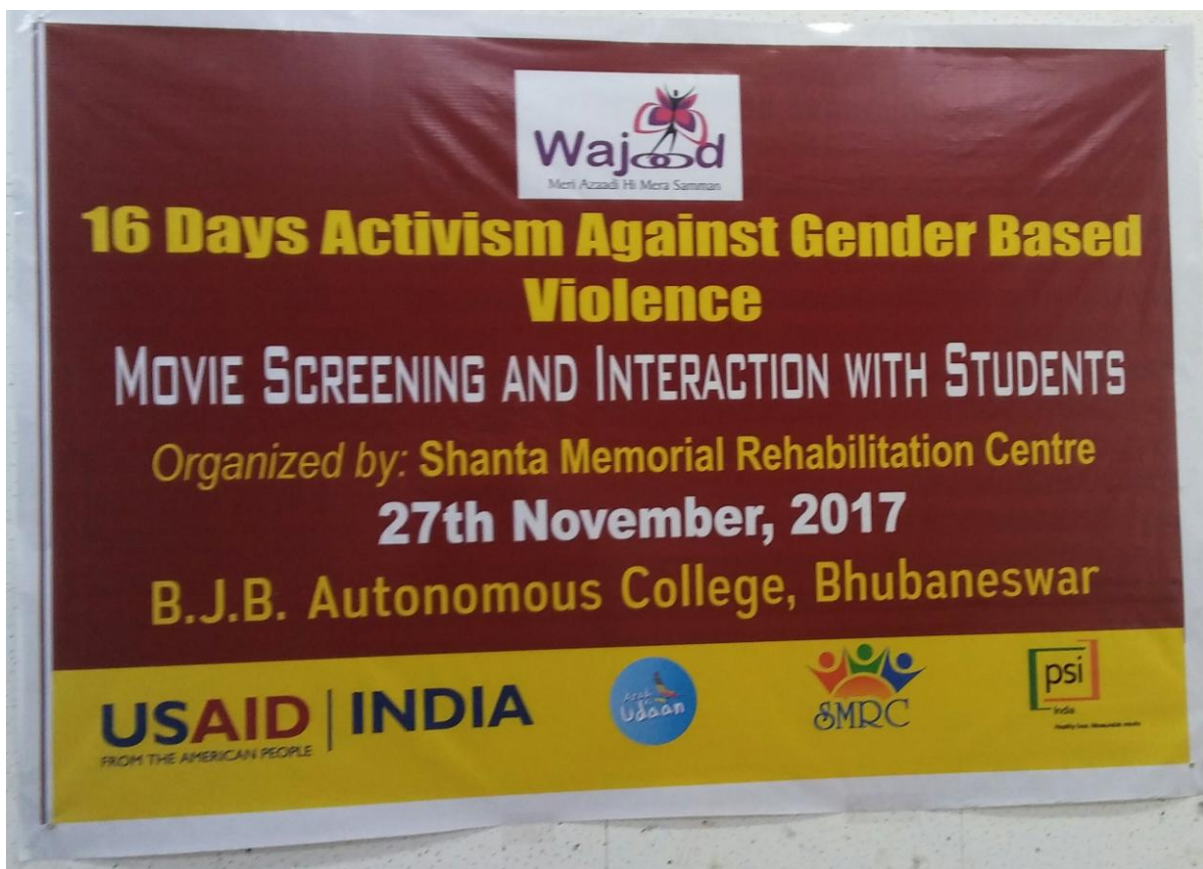 Wajood
Meri Azaadi Hi Mera Samman
16 Days Activism Against Gender Based
Violence
MOVIE SCREENING AND INTERACTION WITH STUDENTS
Organized by: Shanta Memorial Rehabilitation Centre
27th November, 2017
B.J.B. Autonomous College, Bhubaneswar
USAID | INDIA
FROM THE AMERICAN PEOPLE
Udaan
SMRC
psi
India